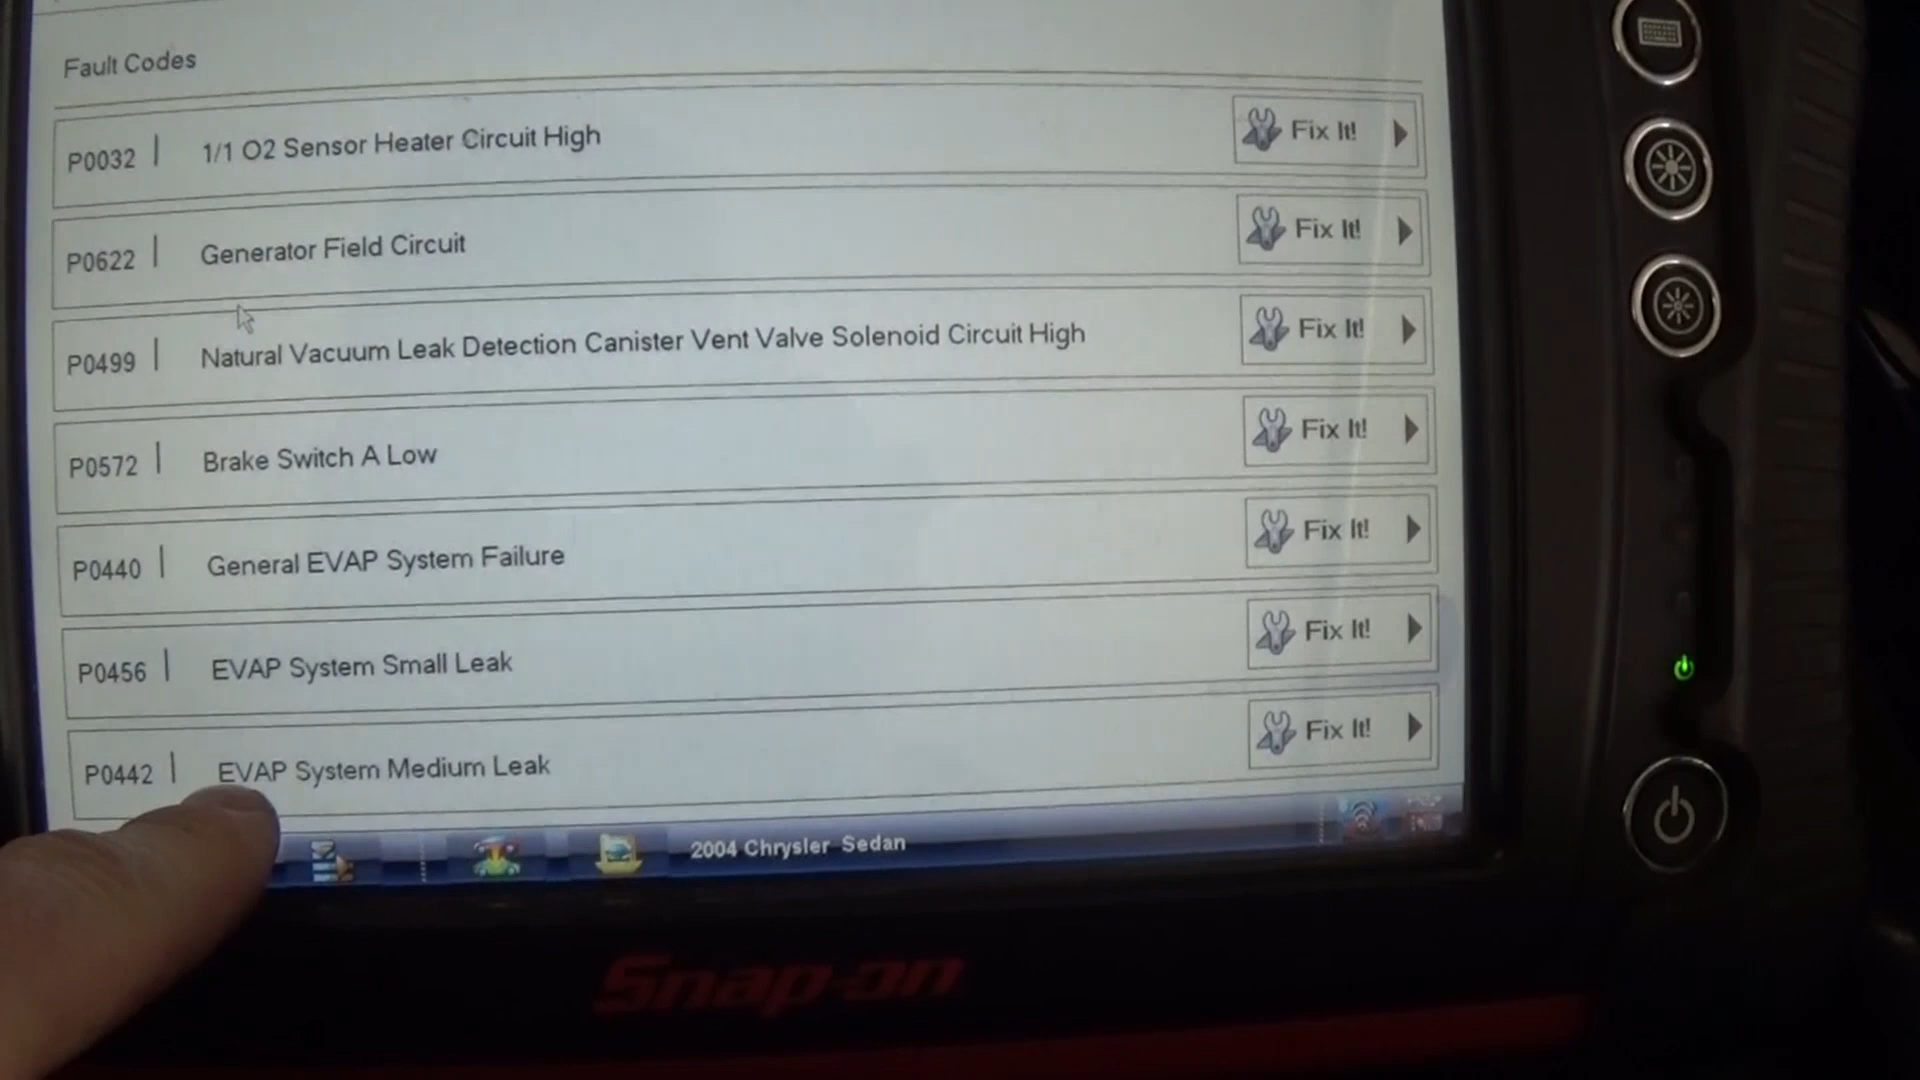 Fault Codes
P0032 | 1/1 O2 Sensor Heater Circuit High Fix It!
P0622 | Generator Field Circuit Fix It!
P0499 | Natural Vacuum Leak Detection Canister Vent Valve Solenoid Circuit High Fix It!
P0572 | Brake Switch A Low Fix It!
P0440 | General EVAP System Failure Fix It!
P0456 | EVAP System Small Leak Fix It!
P0442 | EVAP System Medium Leak Fix It!
2004 Chrysler Sedan
Snap-on